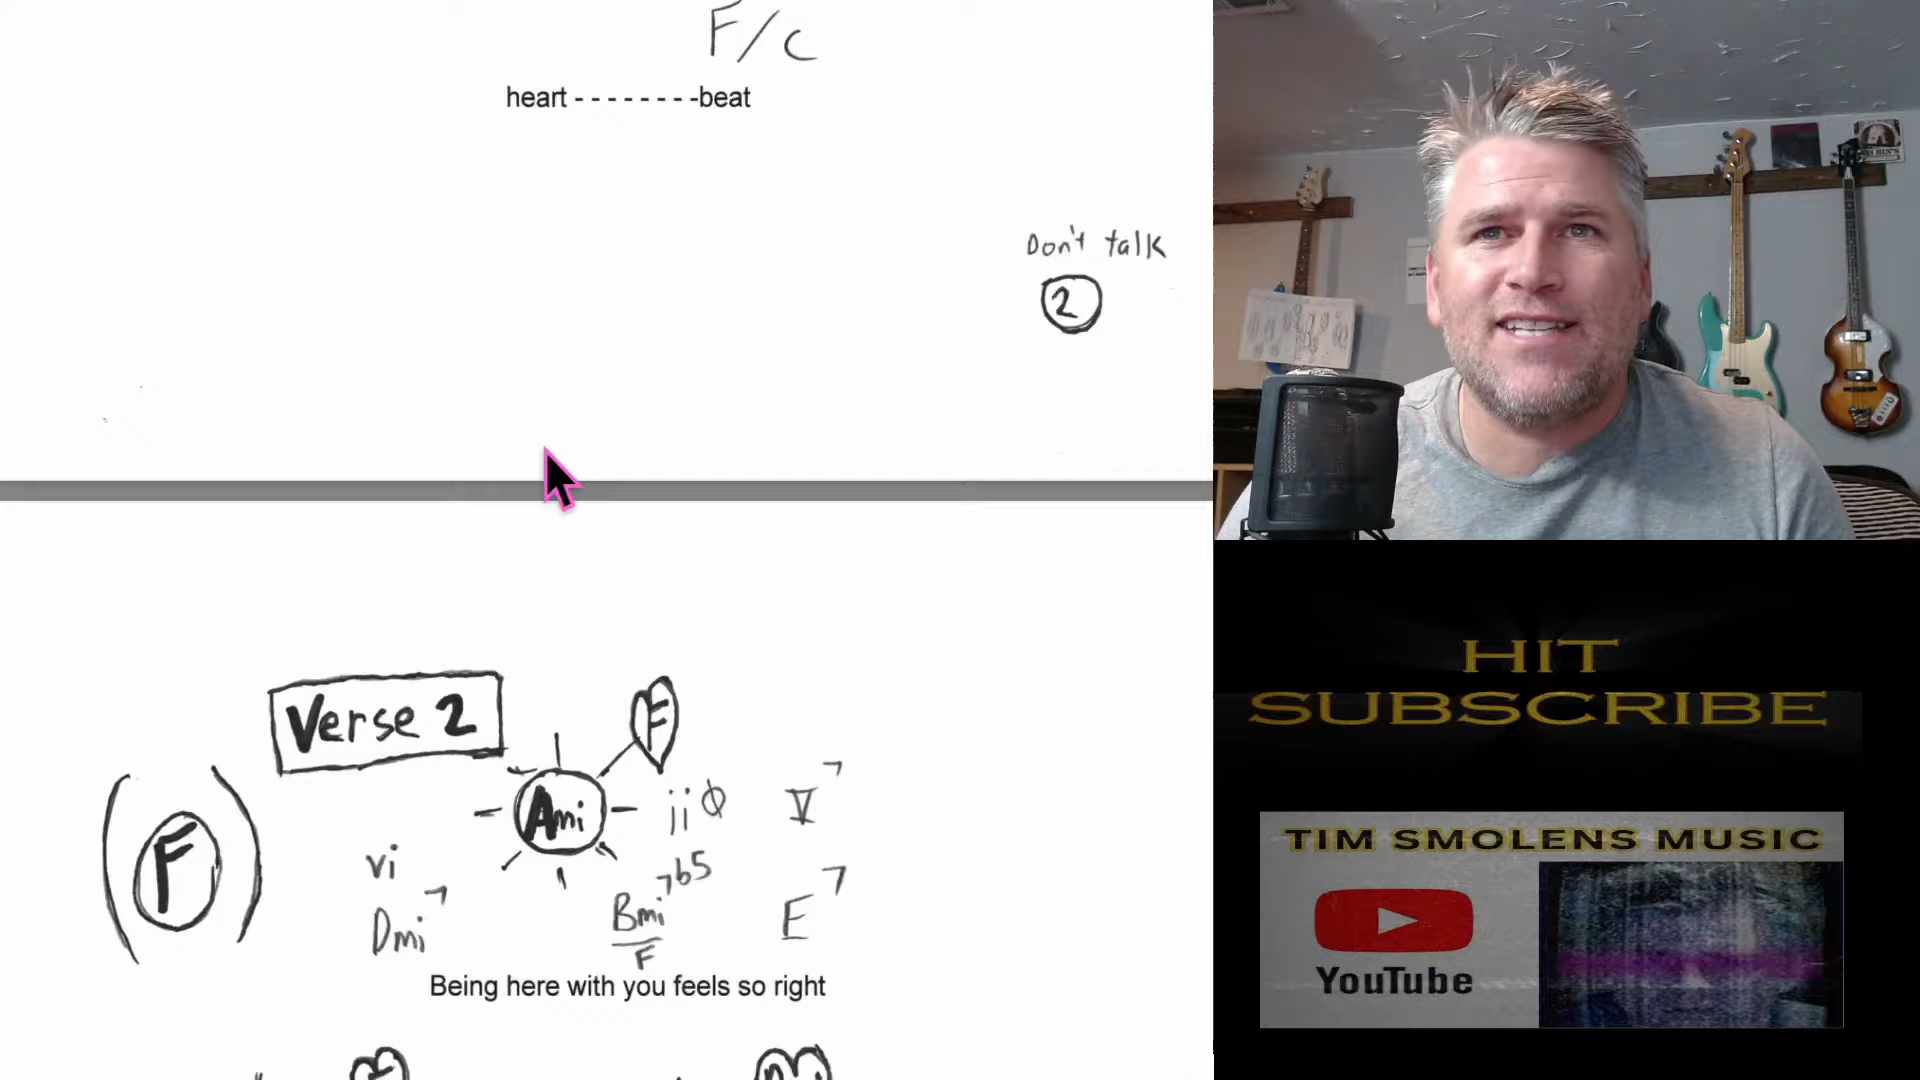 F/C
heart - - - - - - - - -beat
Don't talk
2
Verse 2
F
Ami
iiø
V7
F
vi
Dmi7
Bmi7b5
F
E7
Being here with you feels so right
HIT
SUBSCRIBE
TIM SMOLENS MUSIC
YouTube